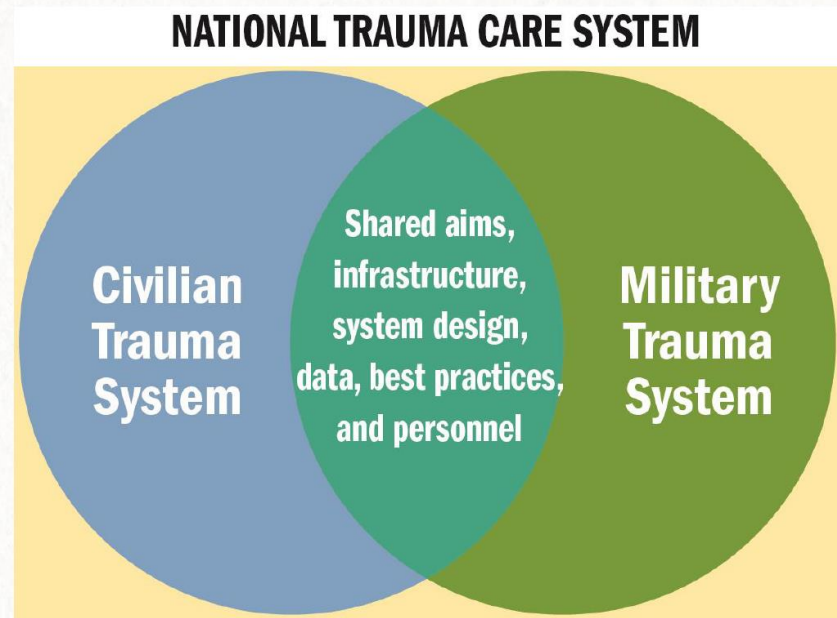 NATIONAL TRAUMA CARE SYSTEM
Civilian
Trauma
System
Shared aims,
infrastructure,
system design,
data, best practices,
and personnel
Military
Trauma
System